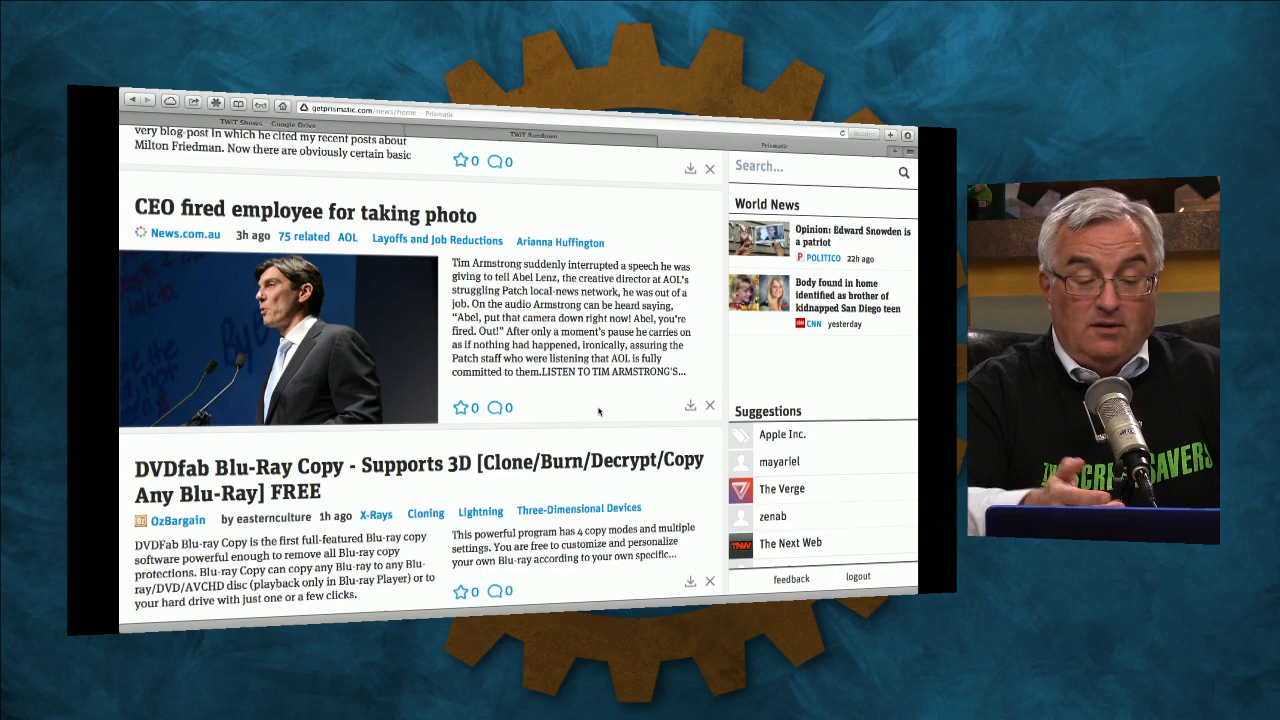 getprismatic.com/news/home - Prismatic
Reader
TWiT Shows - Google Drive
TWiT Rundown
Prismatic
very blog-post in which he cited my recent posts about
Milton Friedman. Now there are obviously certain basic
0 0
CEO fired employee for taking photo
News.com.au 3h ago 75 related AOL Layoffs and Job Reductions Arianna Huffington
Tim Armstrong suddenly interrupted a speech he was
giving to tell Abel Lenz, the creative director at AOL's
struggling Patch local-news network, he was out of a
job. On the audio Armstrong can be heard saying,
“Abel, put that camera down right now! Abel, you're
fired. Out!” After only a moment's pause he carries on
as if nothing had happened, ironically, assuring the
Patch staff who were listening that AOL is fully
committed to them.LISTEN TO TIM ARMSTRONG'S...
0 0
DVDfab Blu-Ray Copy - Supports 3D [Clone/Burn/Decrypt/Copy
Any Blu-Ray] FREE
OzBargain by easternculture 1h ago X-Rays Cloning Lightning Three-Dimensional Devices
DVDFab Blu-ray Copy is the first full-featured Blu-ray copy
software powerful enough to remove all Blu-ray copy
protections. Blu-ray Copy can copy any Blu-ray to any Blu-
ray/DVD/AVCHD disc (playback only in Blu-ray Player) or to
your hard drive with just one or a few clicks.
This powerful program has 4 copy modes and multiple
settings. You are free to customize and personalize
your own Blu-ray according to your own specific...
0 0
Search...
World News
Opinion: Edward Snowden is
a patriot
P POLITICO 22h ago
Body found in home
identified as brother of
kidnapped San Diego teen
CNN CNN yesterday
Suggestions
Apple Inc.
mayariel
The Verge
zenab
TNW The Next Web
feedback logout
SCREENSAVERS